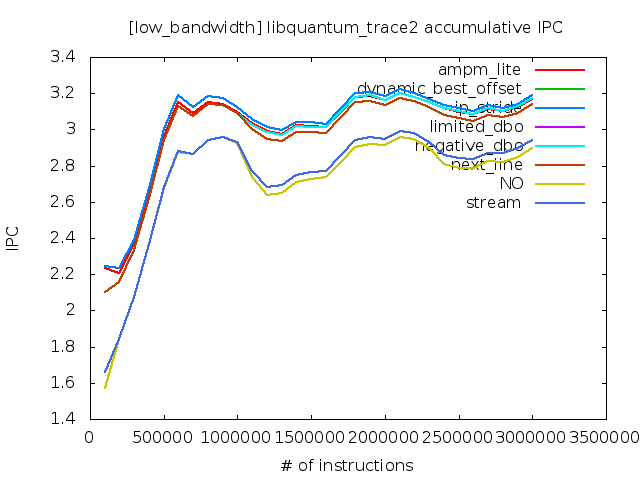 [low_bandwidth] libquantum_trace2 accumulative IPC
3.4
3.2
3
2.8
2.6
2.4
2.2
2
1.8
1.6
1.4
IPC
ampm_lite
dynamic_best_offset
ip_stride
limited_dbo
negative_dbo
next_line
NO
stream
0 500000 1000000 1500000 2000000 2500000 3000000 3500000
# of instructions